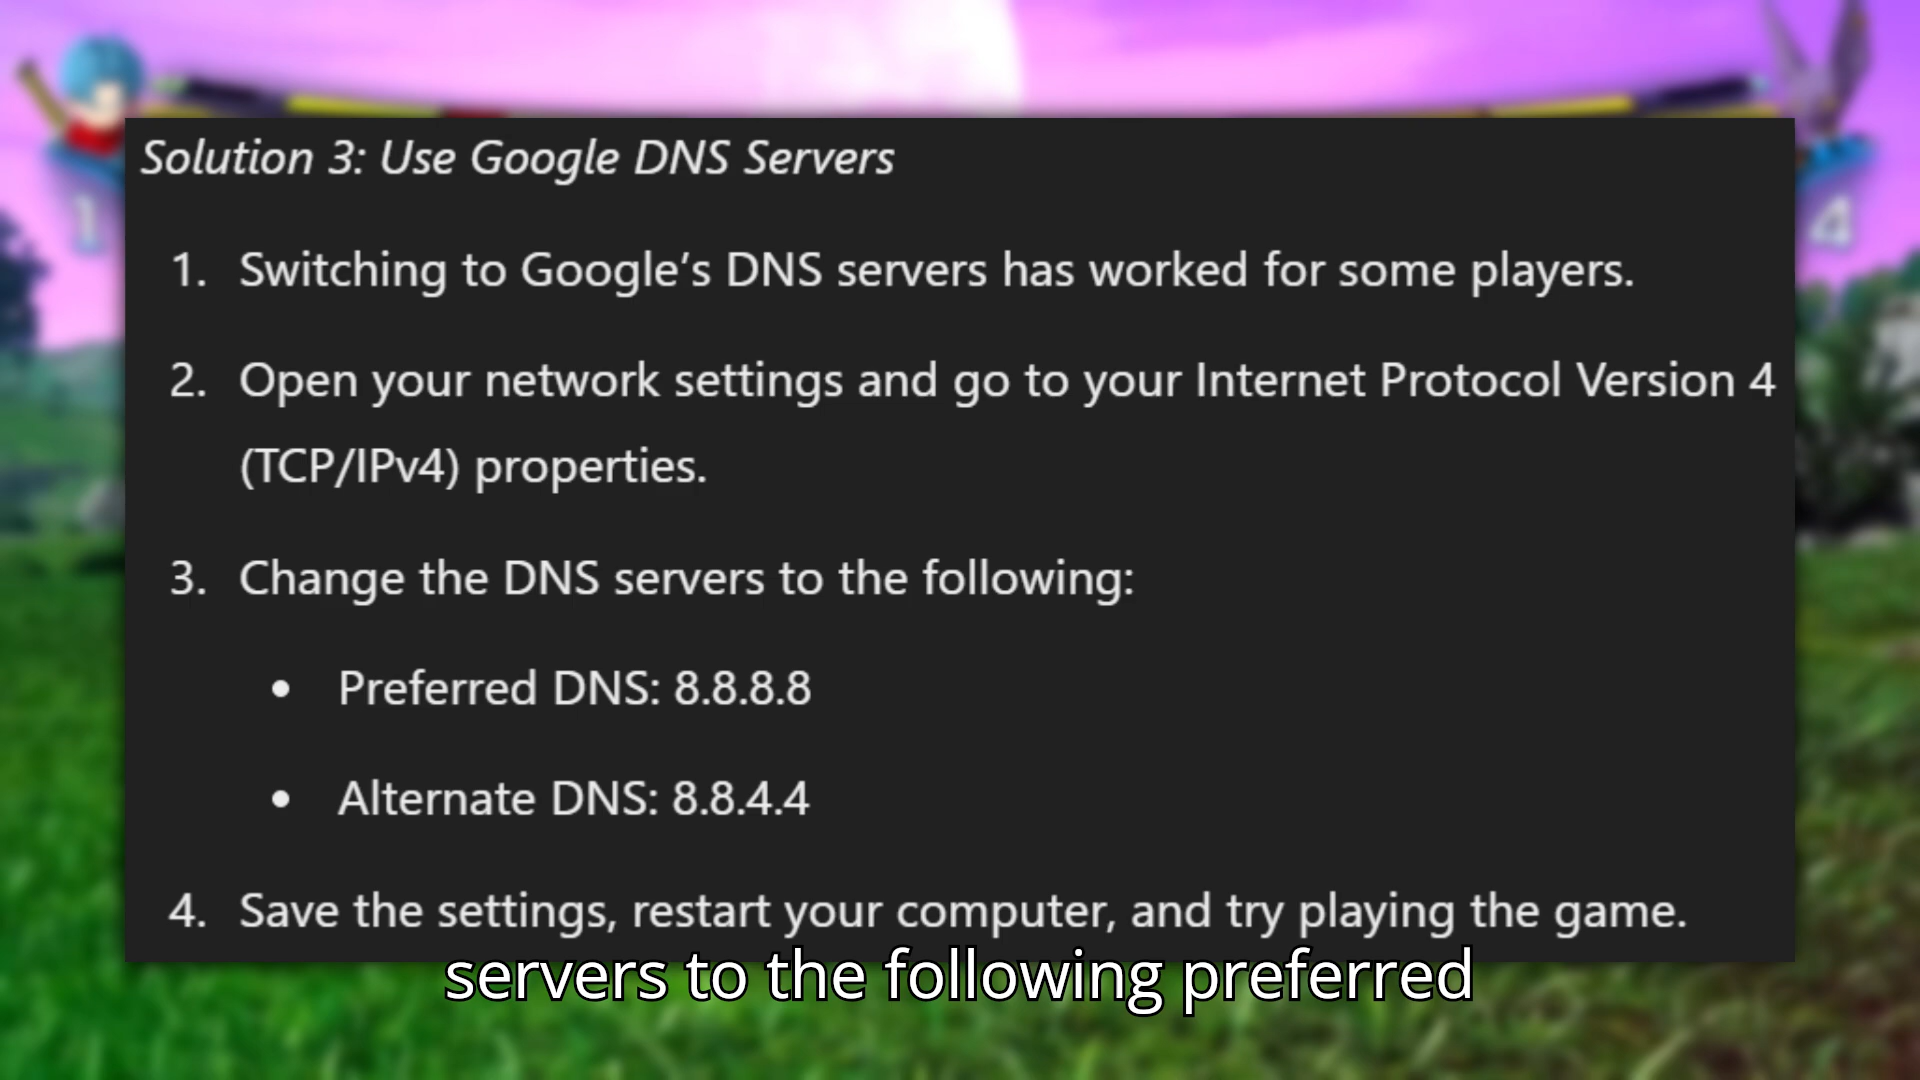 Solution 3: Use Google DNS Servers
1. Switching to Google’s DNS servers has worked for some players.
2. Open your network settings and go to your Internet Protocol Version 4
(TCP/IPv4) properties.
3. Change the DNS servers to the following:
• Preferred DNS: 8.8.8.8
• Alternate DNS: 8.8.4.4
4. Save the settings, restart your computer, and try playing the game.
servers to the following preferred
1
4